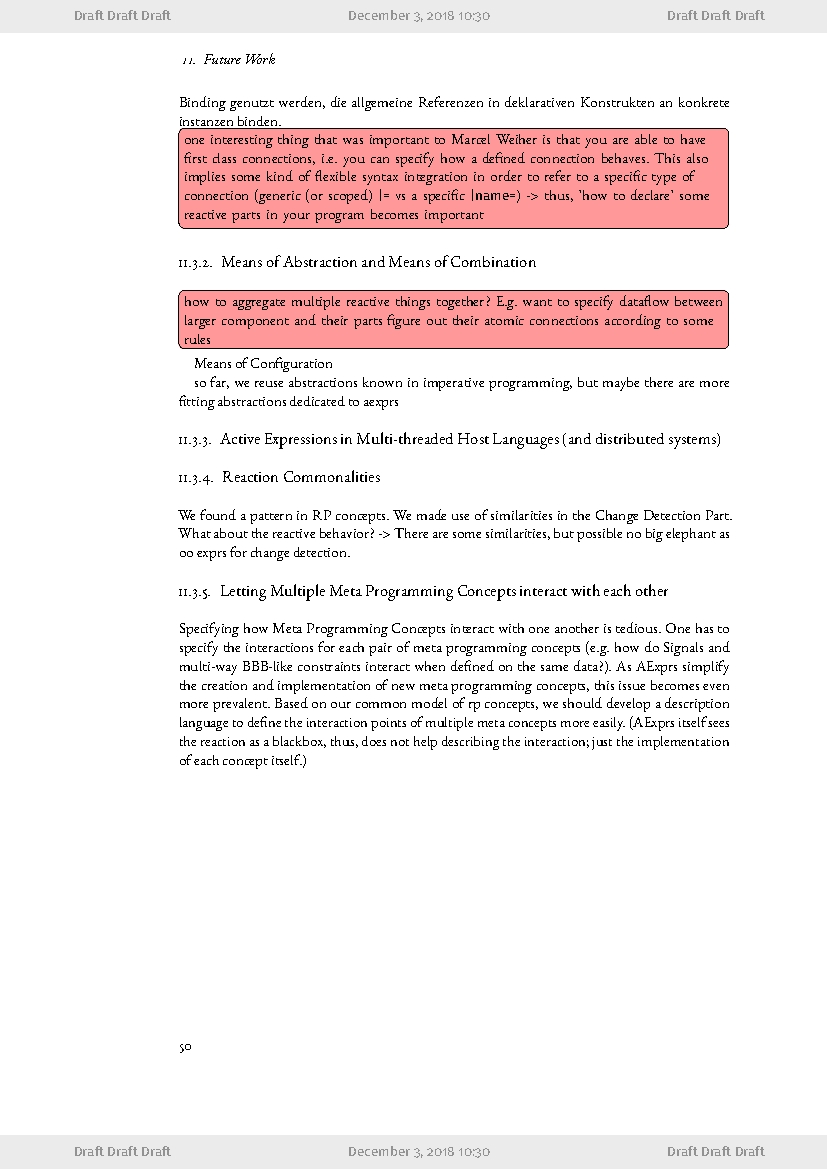 Draft Draft Draft December 3, 2018 10:30 Draft Draft Draft
11. Future Work
Binding genutzt werden, die allgemeine Referenzen in deklarativen Konstrukten an konkrete
instanzen binden.
one interesting thing that was important to Marcel Weiher is that you are able to have
first class connections, i.e. you can specify how a defined connection behaves. This also
implies some kind of flexible syntax integration in order to refer to a specific type of
connection (generic (or scoped) |= vs a specific |name=) -> thus, 'how to declare' some
reactive parts in your program becomes important
11.3.2. Means of Abstraction and Means of Combination
how to aggregate multiple reactive things together? E.g. want to specify dataflow between
larger component and their parts figure out their atomic connections according to some
rules
Means of Configuration
so far, we reuse abstractions known in imperative programming, but maybe there are more
fitting abstractions dedicated to aexprs
11.3.3. Active Expressions in Multi-threaded Host Languages (and distributed systems)
11.3.4. Reaction Commonalities
We found a pattern in RP concepts. We made use of similarities in the Change Detection Part.
What about the reactive behavior? -> There are some similarities, but possible no big elephant as
oo exprs for change detection.
11.3.5. Letting Multiple Meta Programming Concepts interact with each other
Specifying how Meta Programming Concepts interact with one another is tedious. One has to
specify the interactions for each pair of meta programming concepts (e.g. how do Signals and
multi-way BBB-like constraints interact when defined on the same data?). As AExprs simplify
the creation and implementation of new meta programming concepts, this issue becomes even
more prevalent. Based on our common model of rp concepts, we should develop a description
language to define the interaction points of multiple meta concepts more easily. (AExprs itself sees
the reaction as a blackbox, thus, does not help describing the interaction; just the implementation
of each concept itself.)
50
Draft Draft Draft December 3, 2018 10:30 Draft Draft Draft